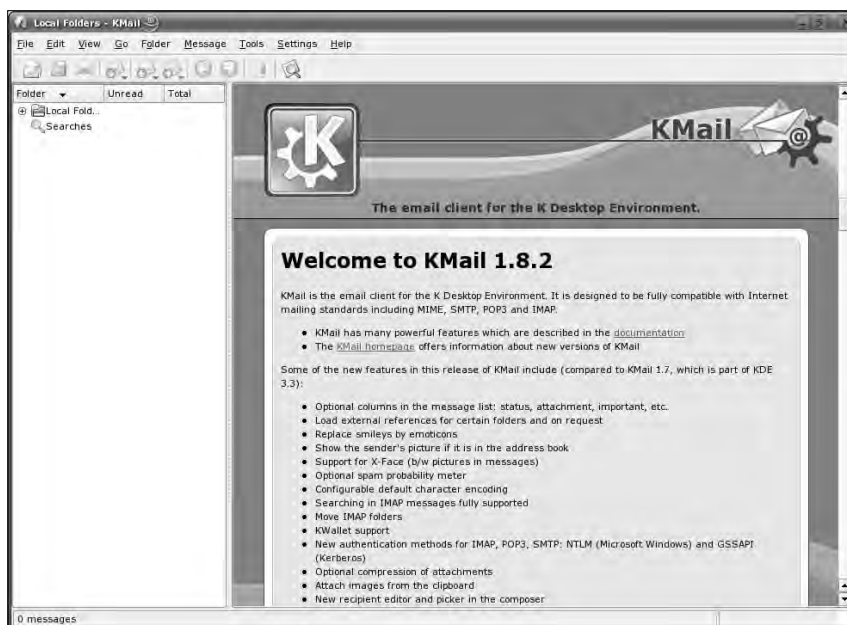 Local Folders - KMail
File Edit View Go Folder Message Tools Settings Help
Folder Unread Total
Local Fold...
Searches
K
KMail
@
The email client for the K Desktop Environment.
Welcome to KMail 1.8.2
KMail is the email client for the K Desktop Environment. It is designed to be fully compatible with Internet
mailing standards including MIME, SMTP, POP3 and IMAP.
• KMail has many powerful features which are described in the documentation
• The KMail homepage offers information about new versions of KMail
Some of the new features in this release of KMail include (compared to KMail 1.7, which is part of KDE
3.3):
• Optional columns in the message list: status, attachment, important, etc.
• Load external references for certain folders and on request
• Replace smileys by emoticons
• Show the sender's picture if it is in the address book
• Support for X-Face (b/w pictures in messages)
• Optional spam probability meter
• Configurable default character encoding
• Searching in IMAP messages fully supported
• Move IMAP folders
• KWallet support
• New authentication methods for IMAP, POP3, SMTP: NTLM (Microsoft Windows) and GSSAPI
(Kerberos)
• Optional compression of attachments
• Attach images from the clipboard
• New recipient editor and picker in the composer
0 messages